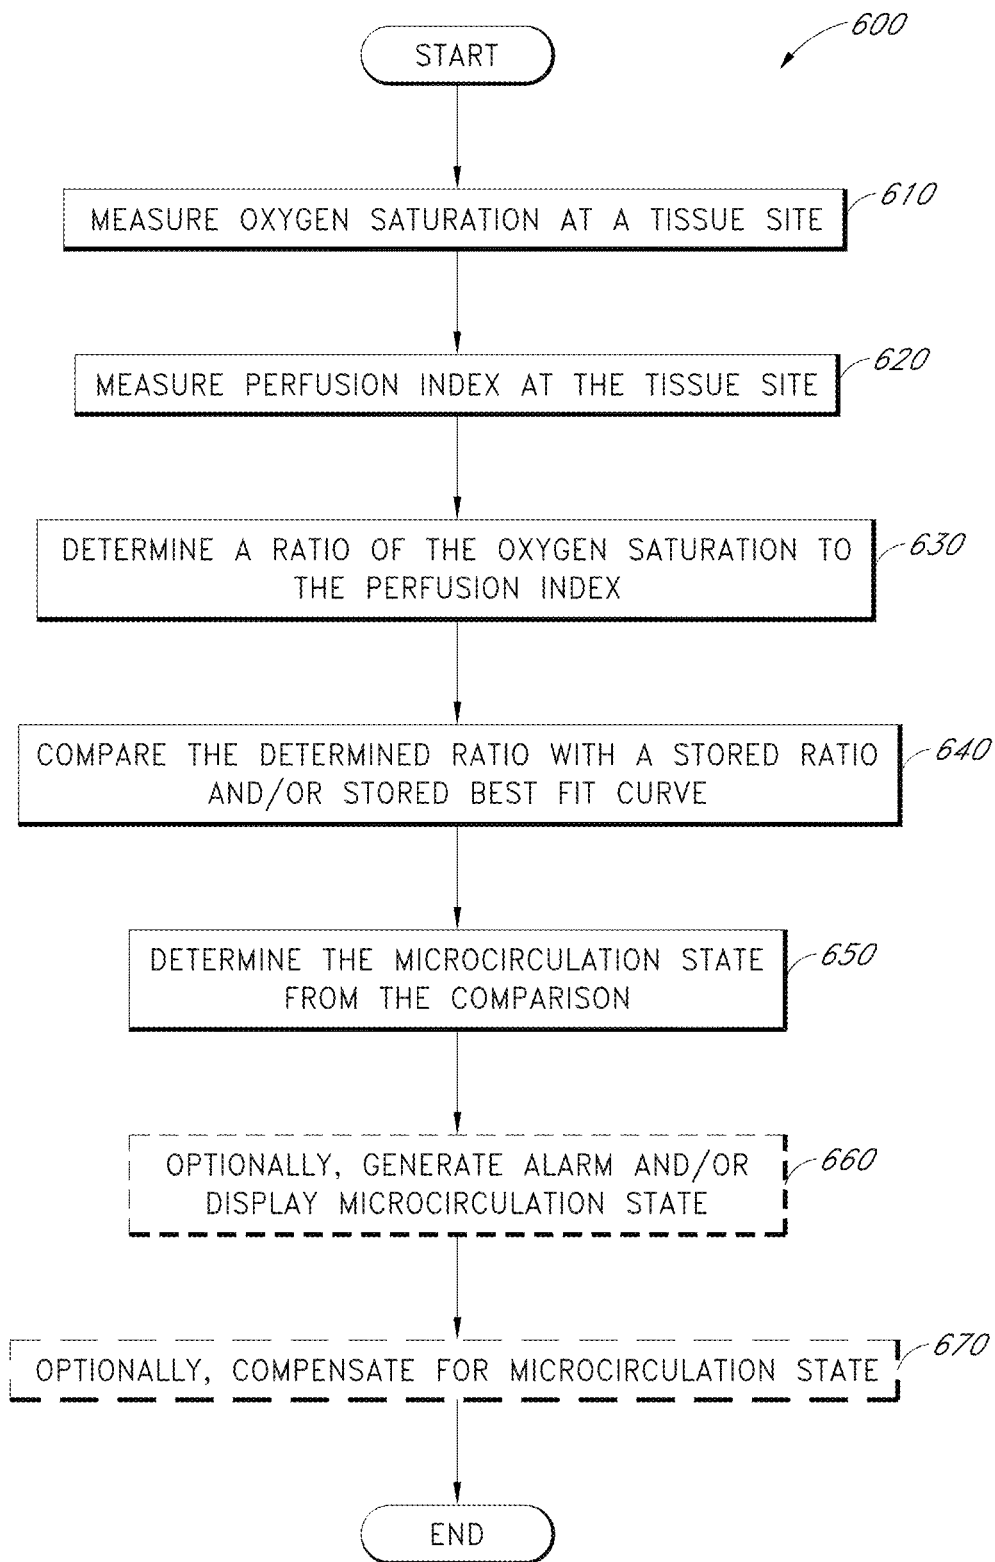 START
600
MEASURE OXYGEN SATURATION AT A TISSUE SITE
610
MEASURE PERFUSION INDEX AT THE TISSUE SITE
620
DETERMINE A RATIO OF THE OXYGEN SATURATION TO
THE PERFUSION INDEX
630
COMPARE THE DETERMINED RATIO WITH A STORED RATIO
AND/OR STORED BEST FIT CURVE
640
DETERMINE THE MICROCIRCULATION STATE
FROM THE COMPARISON
650
OPTIONALLY, GENERATE ALARM AND/OR
DISPLAY MICROCIRCULATION STATE
660
OPTIONALLY, COMPENSATE FOR MICROCIRCULATION STATE
670
END